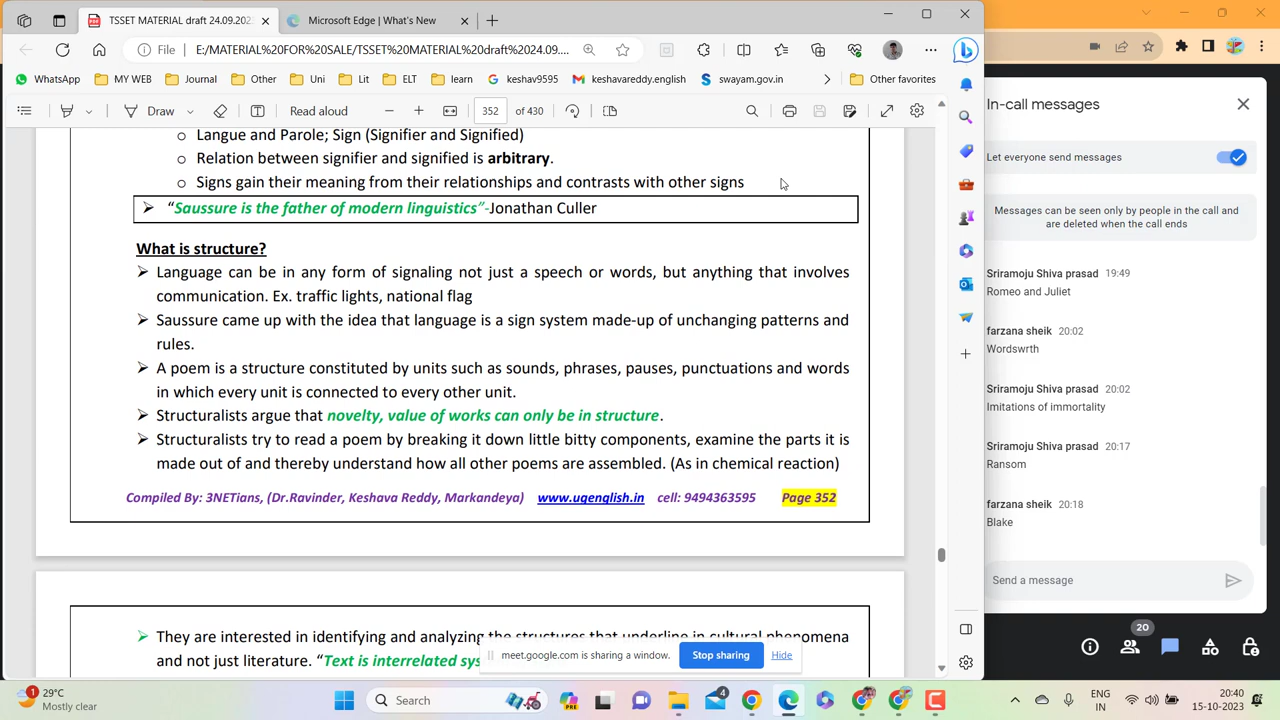 TSSET MATERIAL draft 24.09.202
Microsoft Edge | What's New
File
E:/MATERIAL%20FOR%20SALE/TSSET%20MATERIAL%20draft%2024.09....
WhatsApp
MY WEB
Journal
Other
Uni
Lit
ELT
learn
keshav9595
keshavareddy.english
swayam.gov.in
Other favorites
Draw
Read aloud
352
of 430
Langue and Parole; Sign (Signifier and Signified)
Relation between signifier and signified is arbitrary.
Signs gain their meaning from their relationships and contrasts with other signs
"Saussure is the father of modern linguistics"-Jonathan Culler
What is structure?
Language can be in any form of signaling not just a speech or words, but anything that involves
communication. Ex. traffic lights, national flag
Saussure came up with the idea that language is a sign system made-up of unchanging patterns and
rules.
A poem is a structure constituted by units such as sounds, phrases, pauses, punctuations and words
in which every unit is connected to every other unit.
Structuralists argue that novelty, value of works can only be in structure.
Structuralists try to read a poem by breaking it down little bitty components, examine the parts it is
made out of and thereby understand how all other poems are assembled. (As in chemical reaction)
Compiled By: 3NETians, (Dr.Ravinder, Keshava Reddy, Markandeya) www.ugenglish.in cell: 9494363595 Page 352
They are interested in identifying and analyzing the structures that underline in cultural phenomena
and not just literature. "Text is interrelated sys
meet.google.com is sharing a window.
Stop sharing
Hide
In-call messages
Let everyone send messages
Messages can be seen only by people in the call and
are deleted when the call ends
Sriramoju Shiva prasad 19:49
Romeo and Juliet
farzana sheik 20:02
Wordswrth
Sriramoju Shiva prasad 20:02
Imitations of immortality
Sriramoju Shiva prasad 20:17
Ransom
farzana sheik 20:18
Blake
Send a message
20
1
29°C
Mostly clear
Search
PRE
4
ENG
IN
20:40
15-10-2023